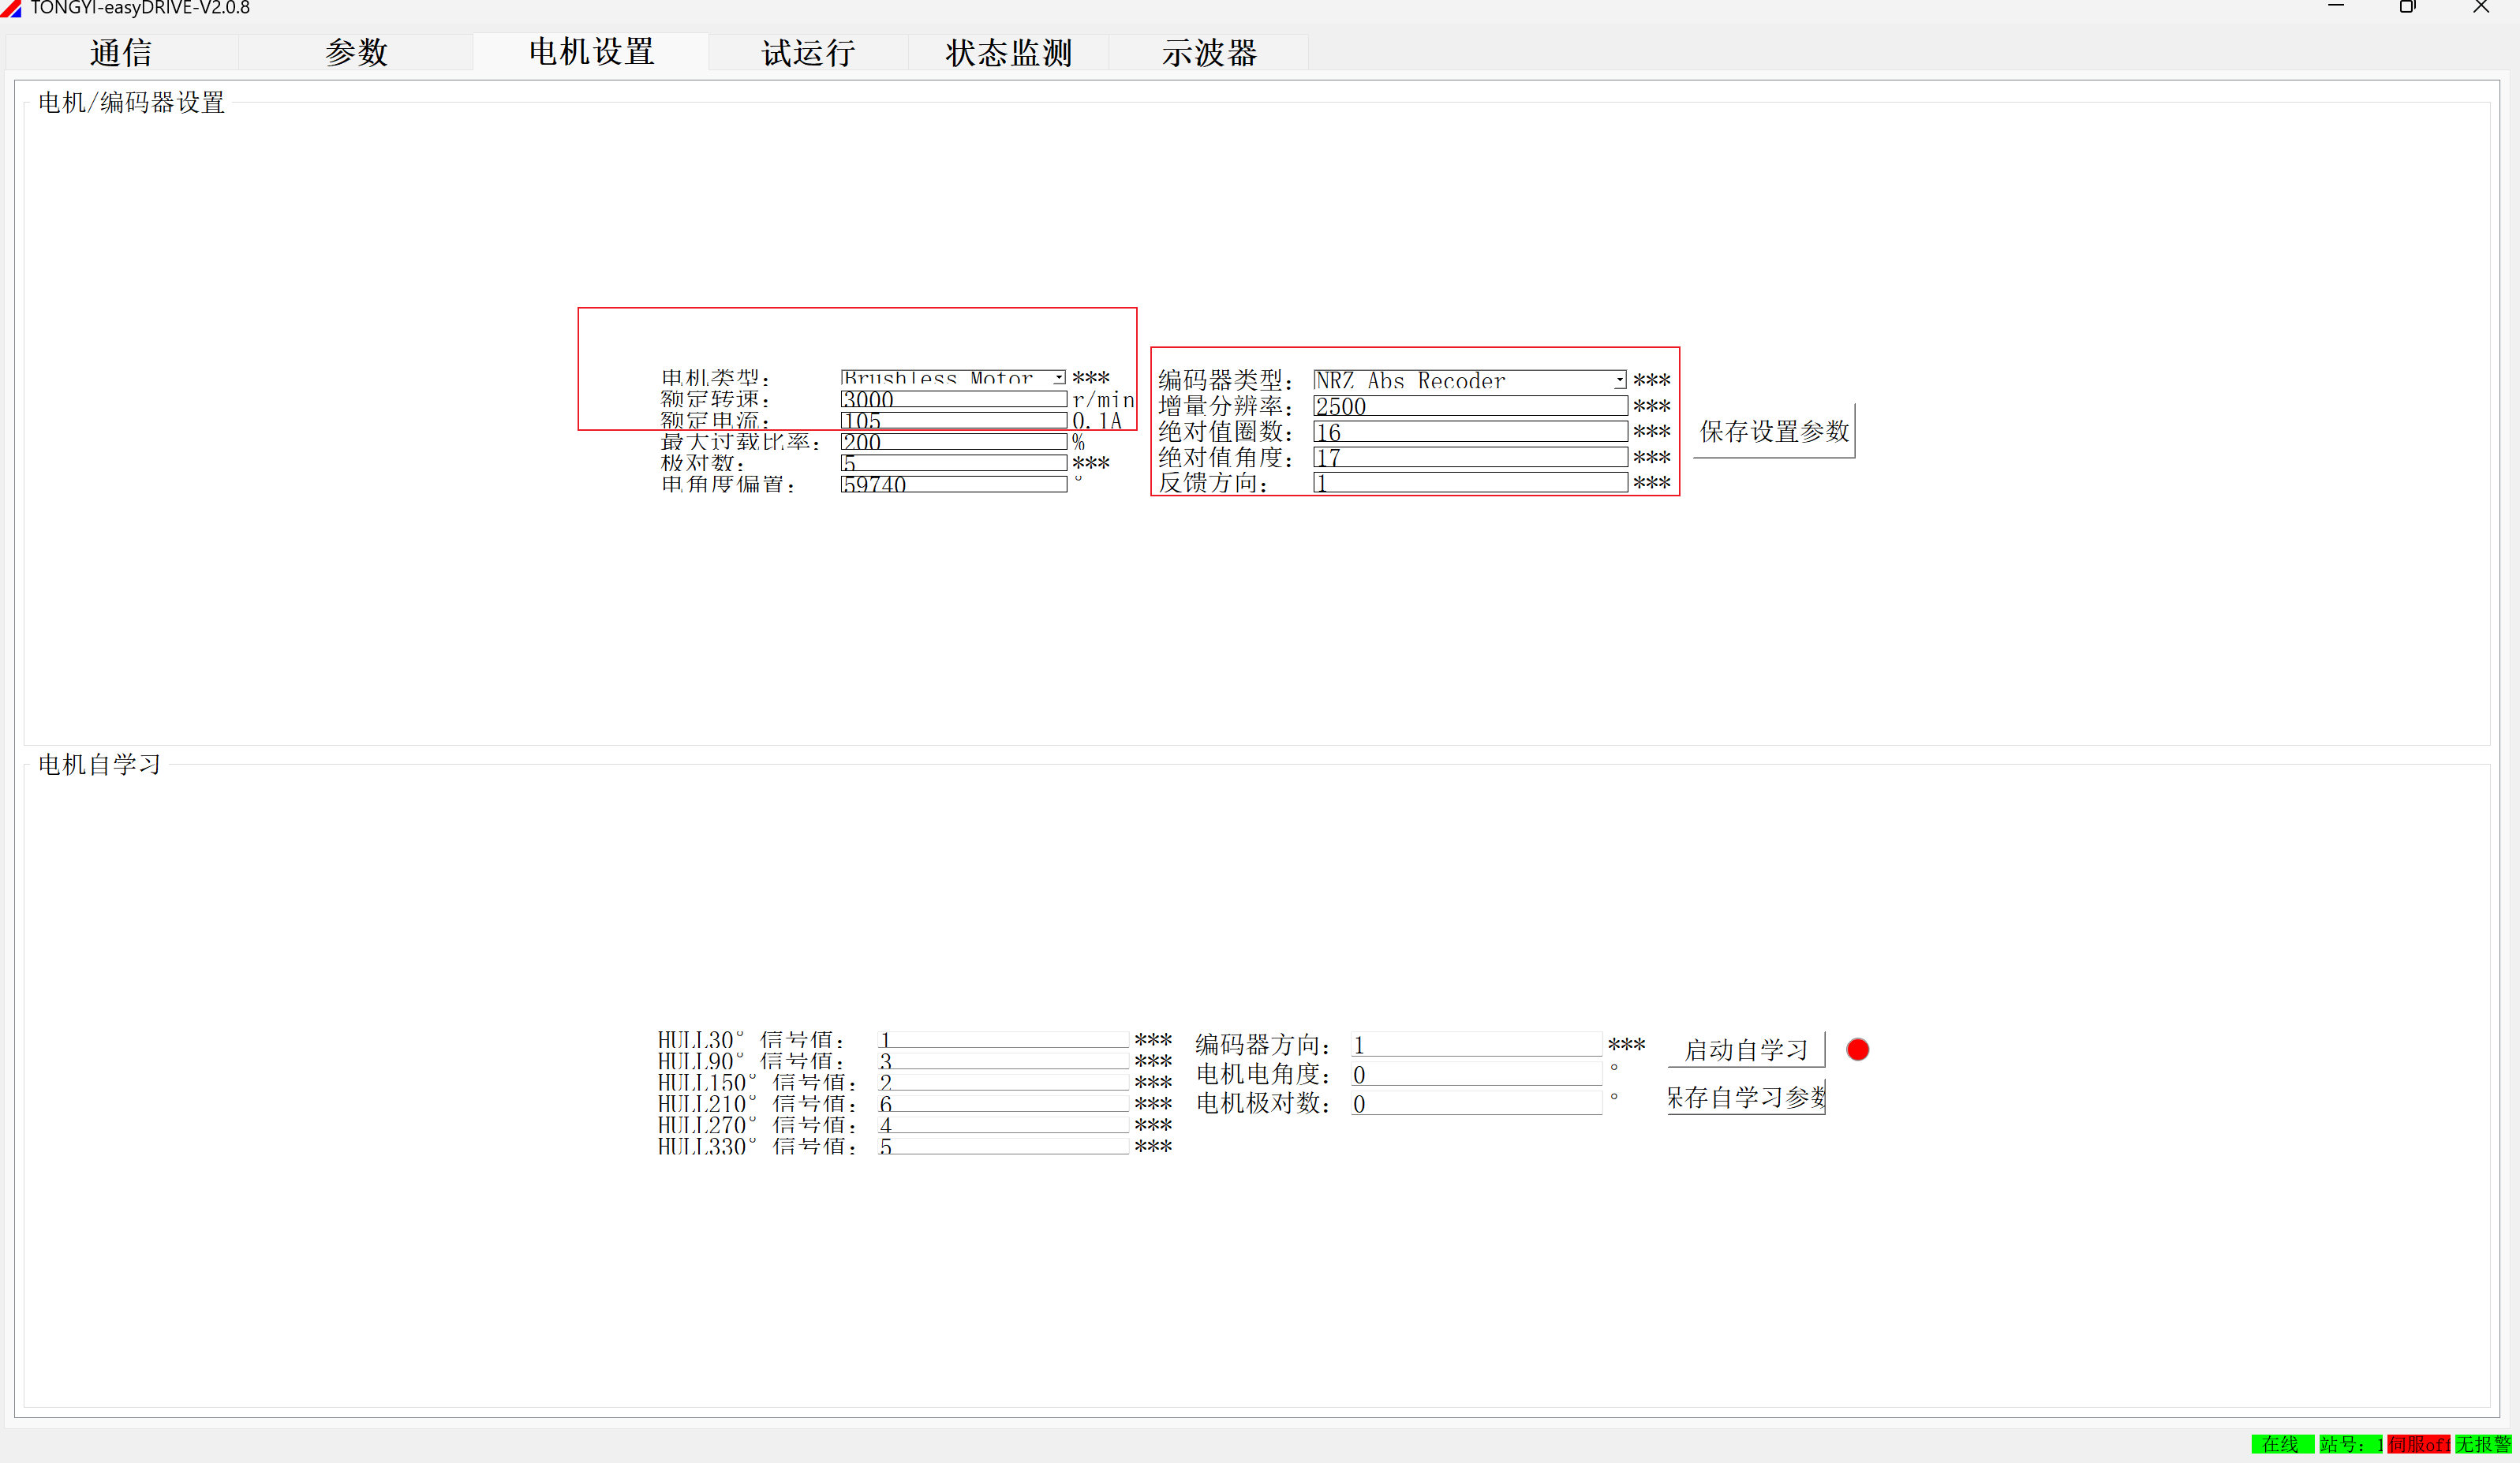 TONGYI-easyDRIVE-V2.0.8
通信 参数 电机设置 试运行 状态监测 示波器
电机/编码器设置
电机类型： Brushless Motor ***
额定转速： 3000 r/min
额定电流： 105 0.1A
最大过载比率： 200 %
极对数： 5 ***
电角度偏置： 59740 °
编码器类型： NRZ Abs Recoder ***
增量分辨率： 2500 ***
绝对值圈数： 16 ***
绝对值角度： 17 ***
反馈方向： 1 ***
保存设置参数
电机自学习
HULL30° 信号值： 1 ***
HULL90° 信号值： 3 ***
HULL150° 信号值： 2 ***
HULL210° 信号值： 6 ***
HULL270° 信号值： 4 ***
HULL330° 信号值： 5 ***
编码器方向： 1 ***
电机电角度： 0 °
电机极对数： 0 °
启动自学习
保存自学习参数
在线 站号：1 伺服off 无报警